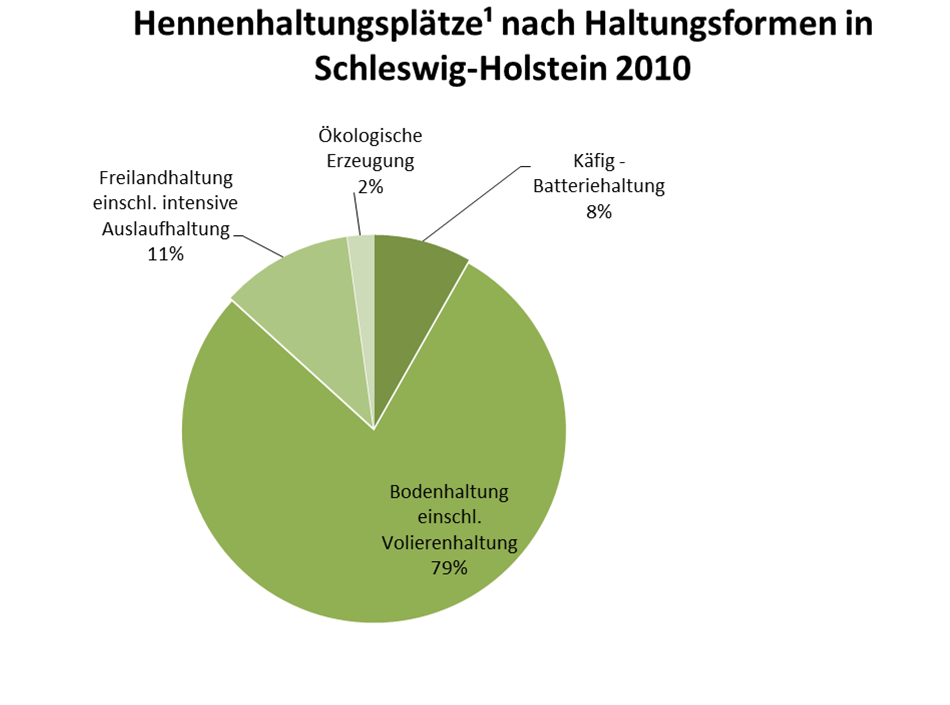 Hennenhaltungsplätze¹ nach Haltungsformen in
Schleswig-Holstein 2010
Ökologische
Erzeugung
2%
Käfig -
Batteriehaltung
8%
Freilandhaltung
einschl. intensive
Auslaufhaltung
11%
Bodenhaltung
einschl.
Volierenhaltung
79%